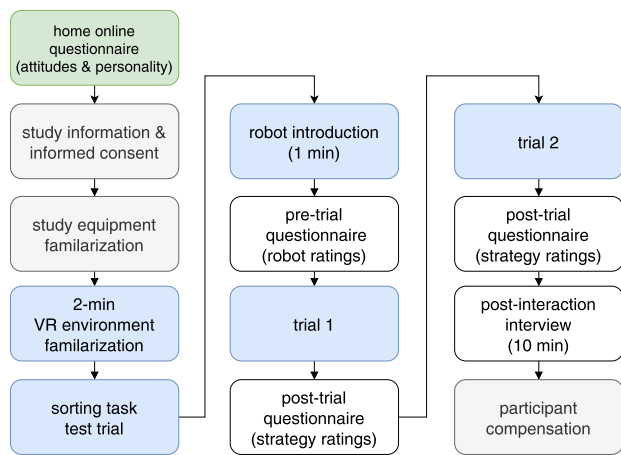 home online
questionnaire
(attitudes & personality)
study information &
informed consent
study equipment
familarization
2-min
VR environment
familarization
sorting task
test trial
robot introduction
(1 min)
pre-trial
questionnaire
(robot ratings)
trial 1
post-trial
questionnaire
(strategy ratings)
trial 2
post-trial
questionnaire
(strategy ratings)
post-interaction
interview
(10 min)
participant
compensation